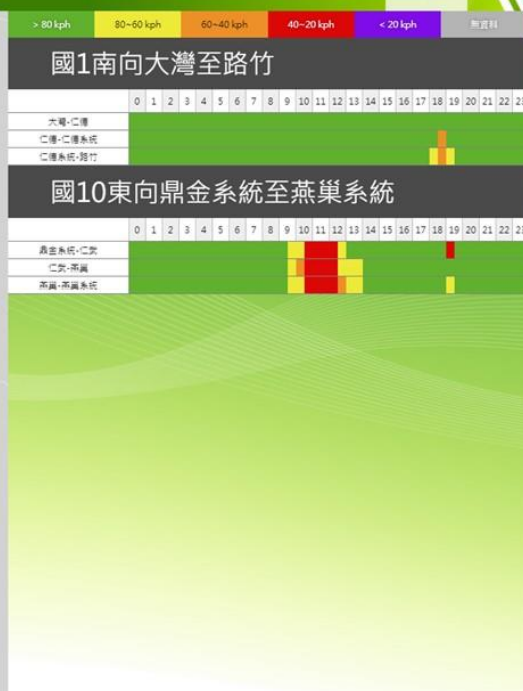 > 80 kph 80~60 kph 60~40 kph 40~20 kph < 20 kph 無資料
國1南向大灣至路竹
0 1 2 3 4 5 6 7 8 9 10 11 12 13 14 15 16 17 18 19 20 21 22 23
大灣-仁德
仁德-仁德系統
仁德系統-路竹
國10東向鼎金系統至燕巢系統
0 1 2 3 4 5 6 7 8 9 10 11 12 13 14 15 16 17 18 19 20 21 22 23
鼎金系統-仁武
仁武-燕巢
燕巢-燕巢系統